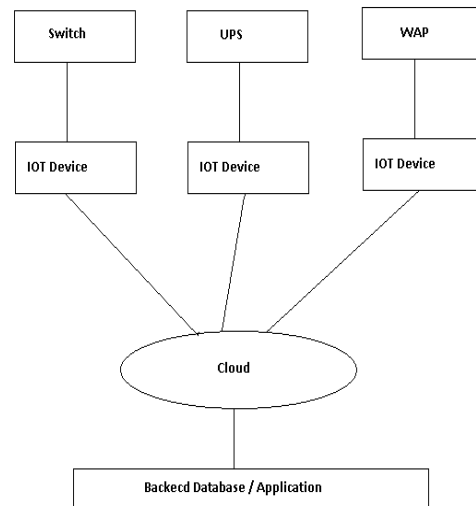 Switch
UPS
WAP
IOT Device
IOT Device
IOT Device
Cloud
Backecd Database / Application